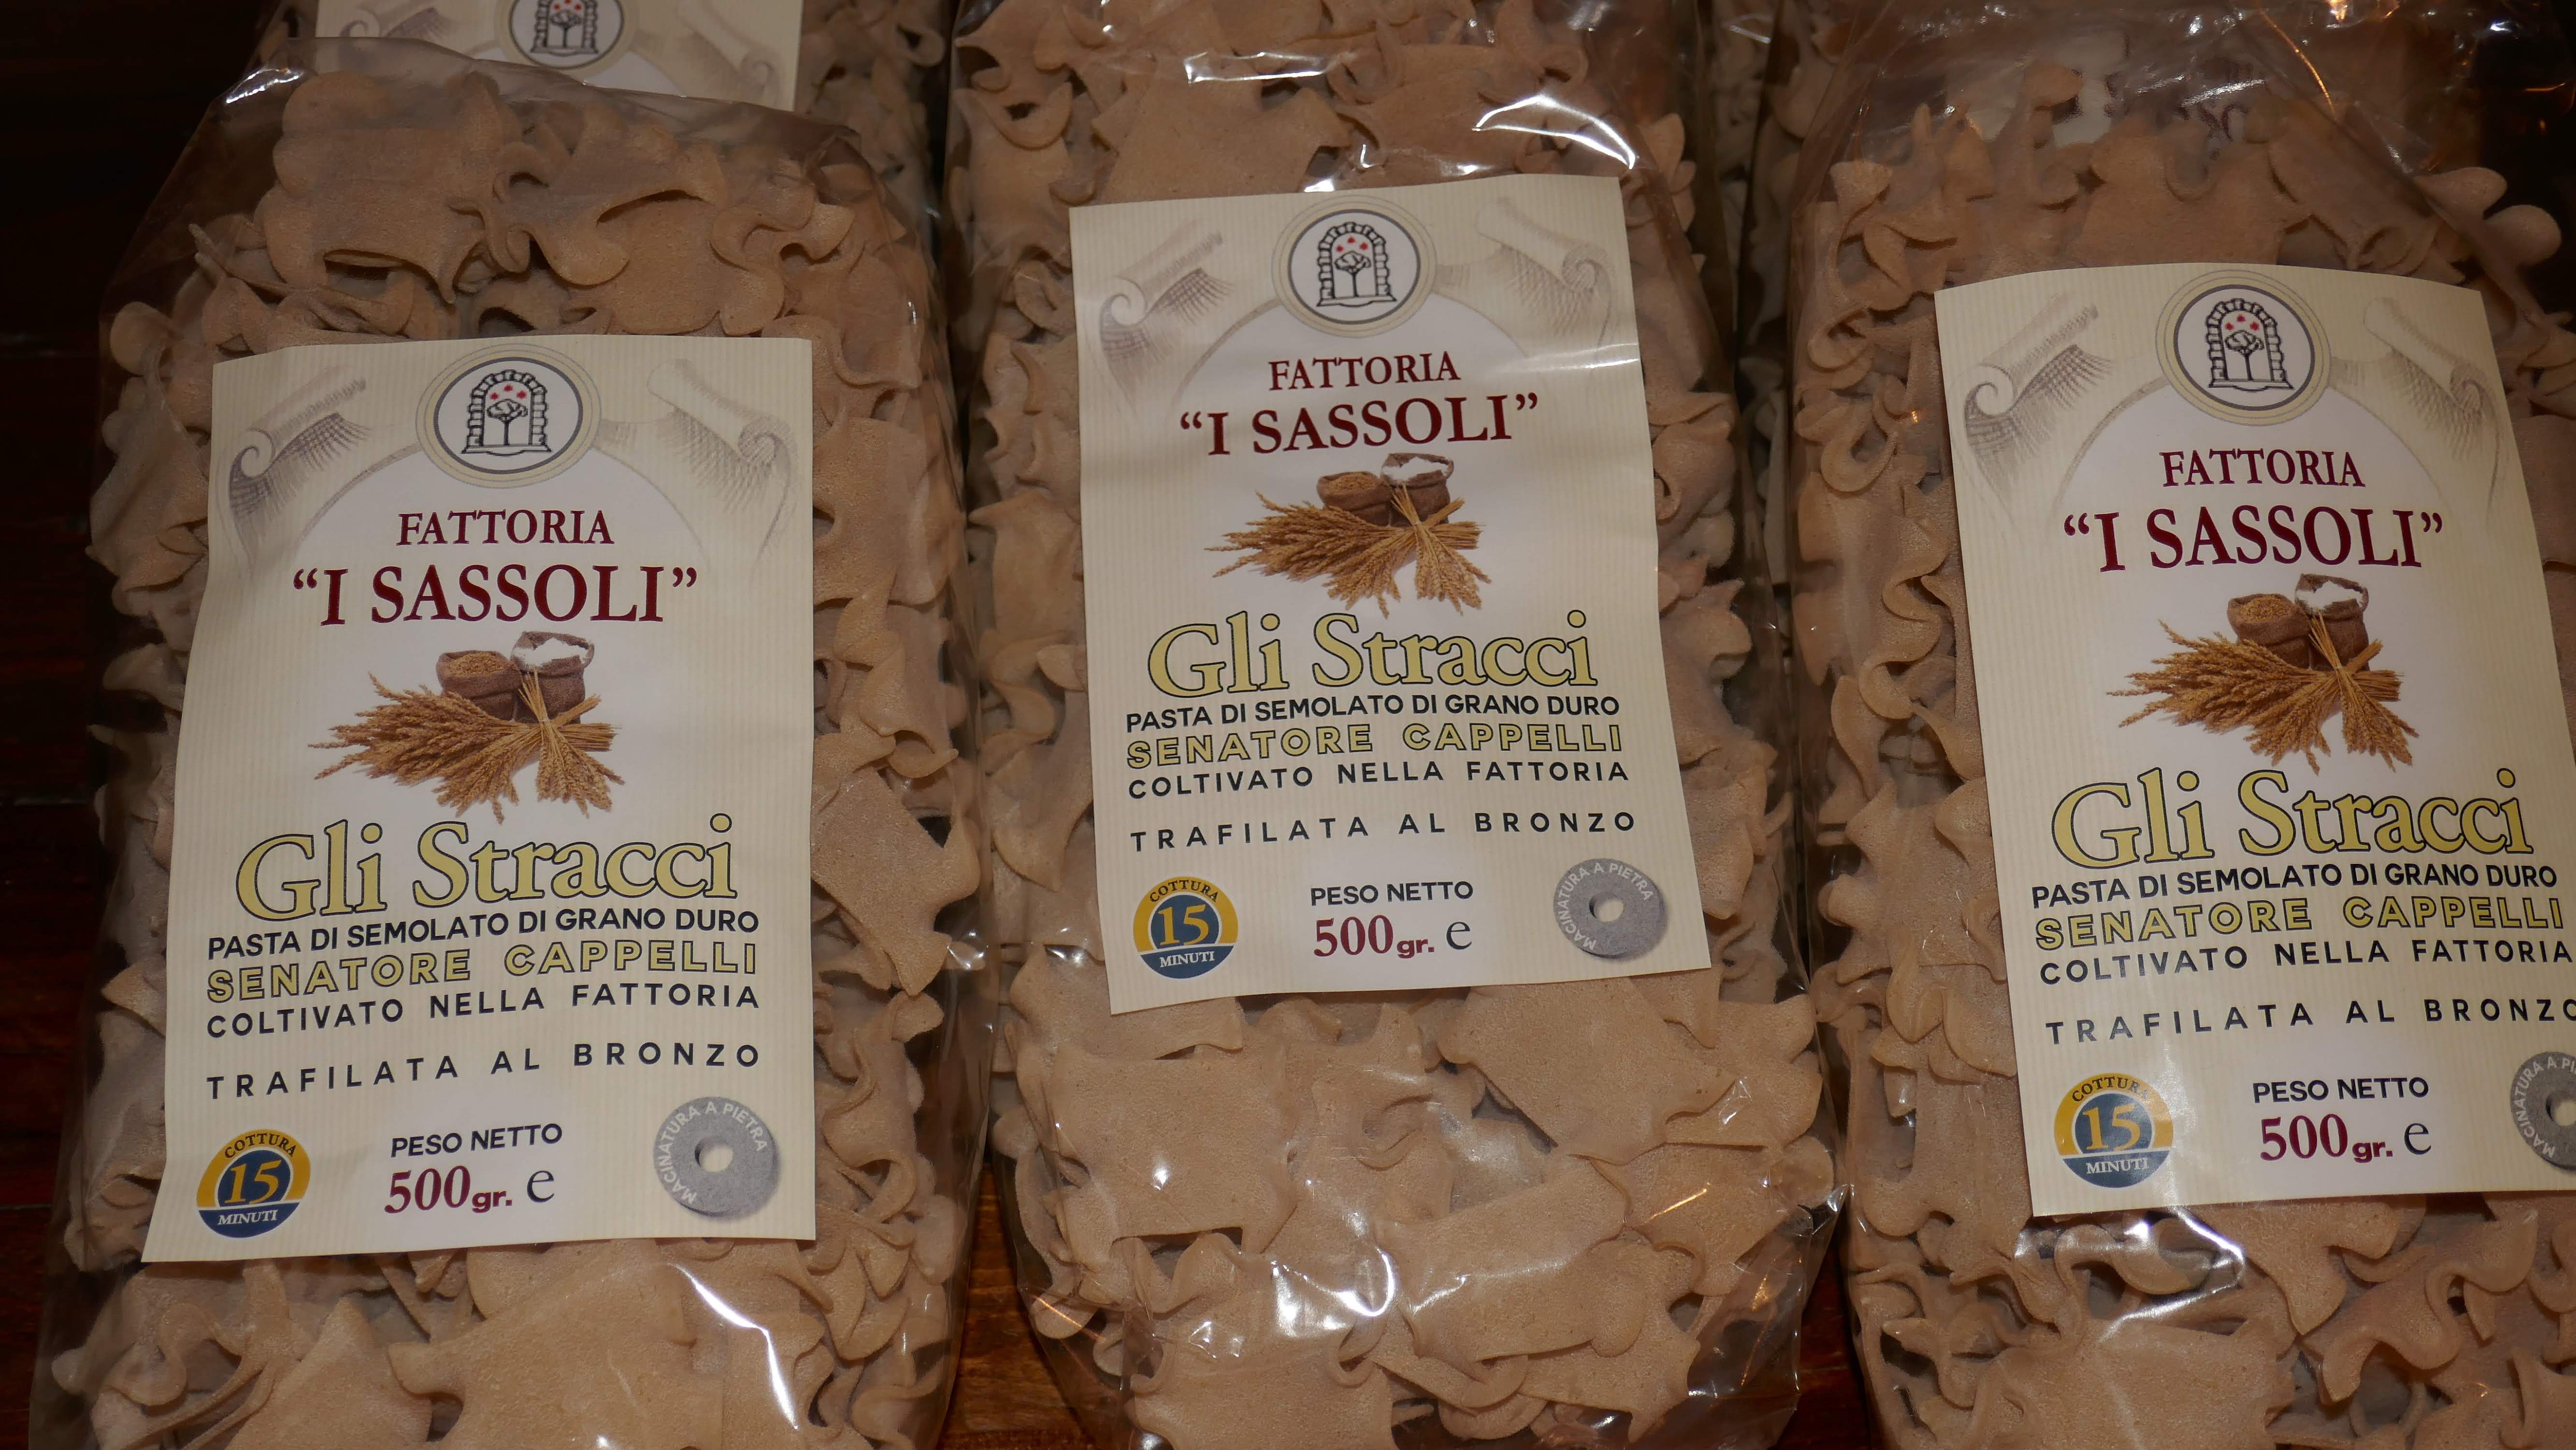 FATTORIA
“I SASSOLI”
Gli Stracci
PASTA DI SEMOLATO DI GRANO DURO
SENATORE CAPPELLI
COLTIVATO NELLA FATTORIA
TRAFILATA AL BRONZO
COTTURA
15
MINUTI
PESO NETTO
500gr. e
MACINATURA A PIETRA
FATTORIA
“I SASSOLI”
Gli Stracci
PASTA DI SEMOLATO DI GRANO DURO
SENATORE CAPPELLI
COLTIVATO NELLA FATTORIA
TRAFILATA AL BRONZO
COTTURA
15
MINUTI
PESO NETTO
500gr. e
MACINATURA A PIETRA
FATTORIA
“I SASSOLI”
Gli Stracci
PASTA DI SEMOLATO DI GRANO DURO
SENATORE CAPPELLI
COLTIVATO NELLA FATTORIA
TRAFILATA AL BRONZO
COTTURA
15
MINUTI
PESO NETTO
500gr. e
MACINATURA A